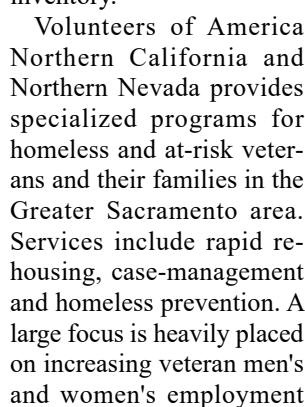 inventory.
Volunteers of America
Northern California and
Northern Nevada provides
specialized programs for
homeless and at-risk veter-
ans and their families in the
Greater Sacramento area.
Services include rapid re-
housing, case-management
and homeless prevention. A
large focus is heavily placed
on increasing veteran men's
and women's employment